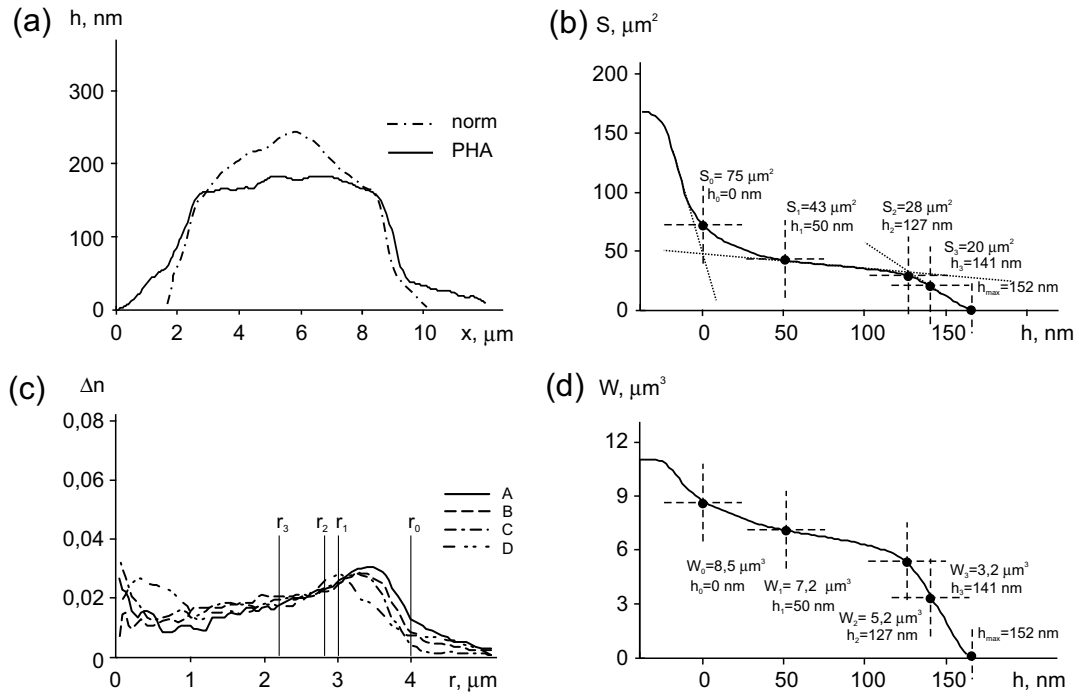 (a)
h, nm
300
200
100
0
0
2
4
6
8
10
x, μm
norm
PHA
(b)
S, μm²
200
150
100
50
0
0
50
100
150
h, nm
S₀= 75 μm²
h₀=0 nm
S₁=43 μm²
h₁=50 nm
S₂=28 μm²
h₂=127 nm
S₃=20 μm²
h₃=141 nm
hmax=152 nm
(c)
Δn
0,08
0,06
0,04
0,02
0
0
1
2
3
4
r, μm
r₃
r₂
r₁
r₀
A
B
C
D
(d)
W, μm³
12
9
6
3
0
0
50
100
150
h, nm
W₀=8,5 μm³
h₀=0 nm
W₁= 7,2 μm³
h₁=50 nm
W₂= 5,2 μm³
h₂=127 nm
W₃=3,2 μm³
h₃=141 nm
hmax=152 nm